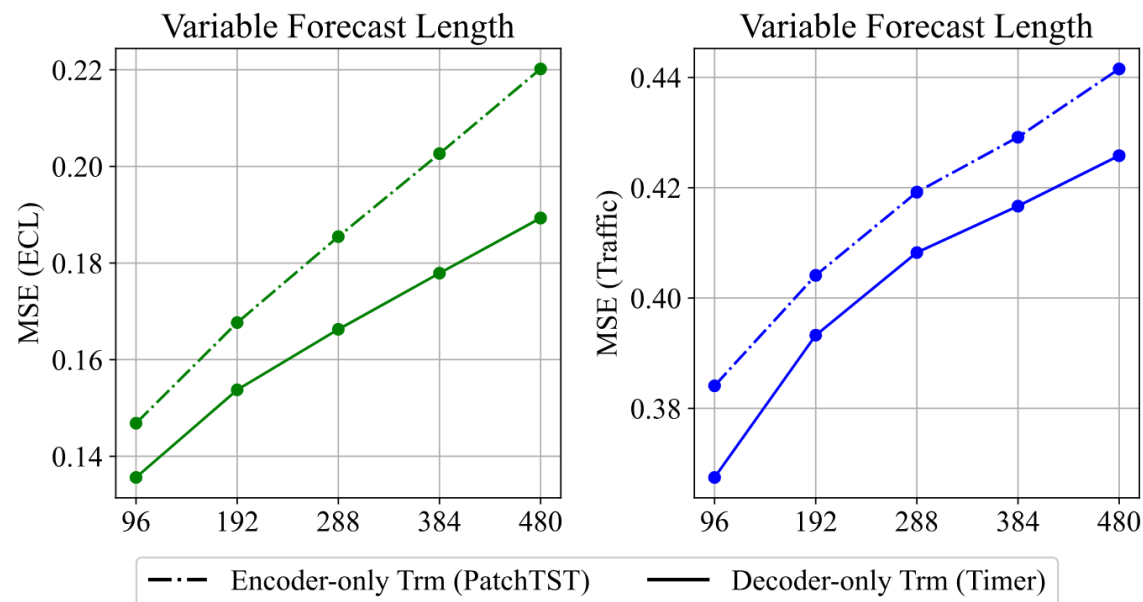 Variable Forecast Length
MSE (ECL)
0.22
0.20
0.18
0.16
0.14
96 192 288 384 480
Variable Forecast Length
MSE (Traffic)
0.44
0.42
0.40
0.38
96 192 288 384 480
Encoder-only Trm (PatchTST) Decoder-only Trm (Timer)